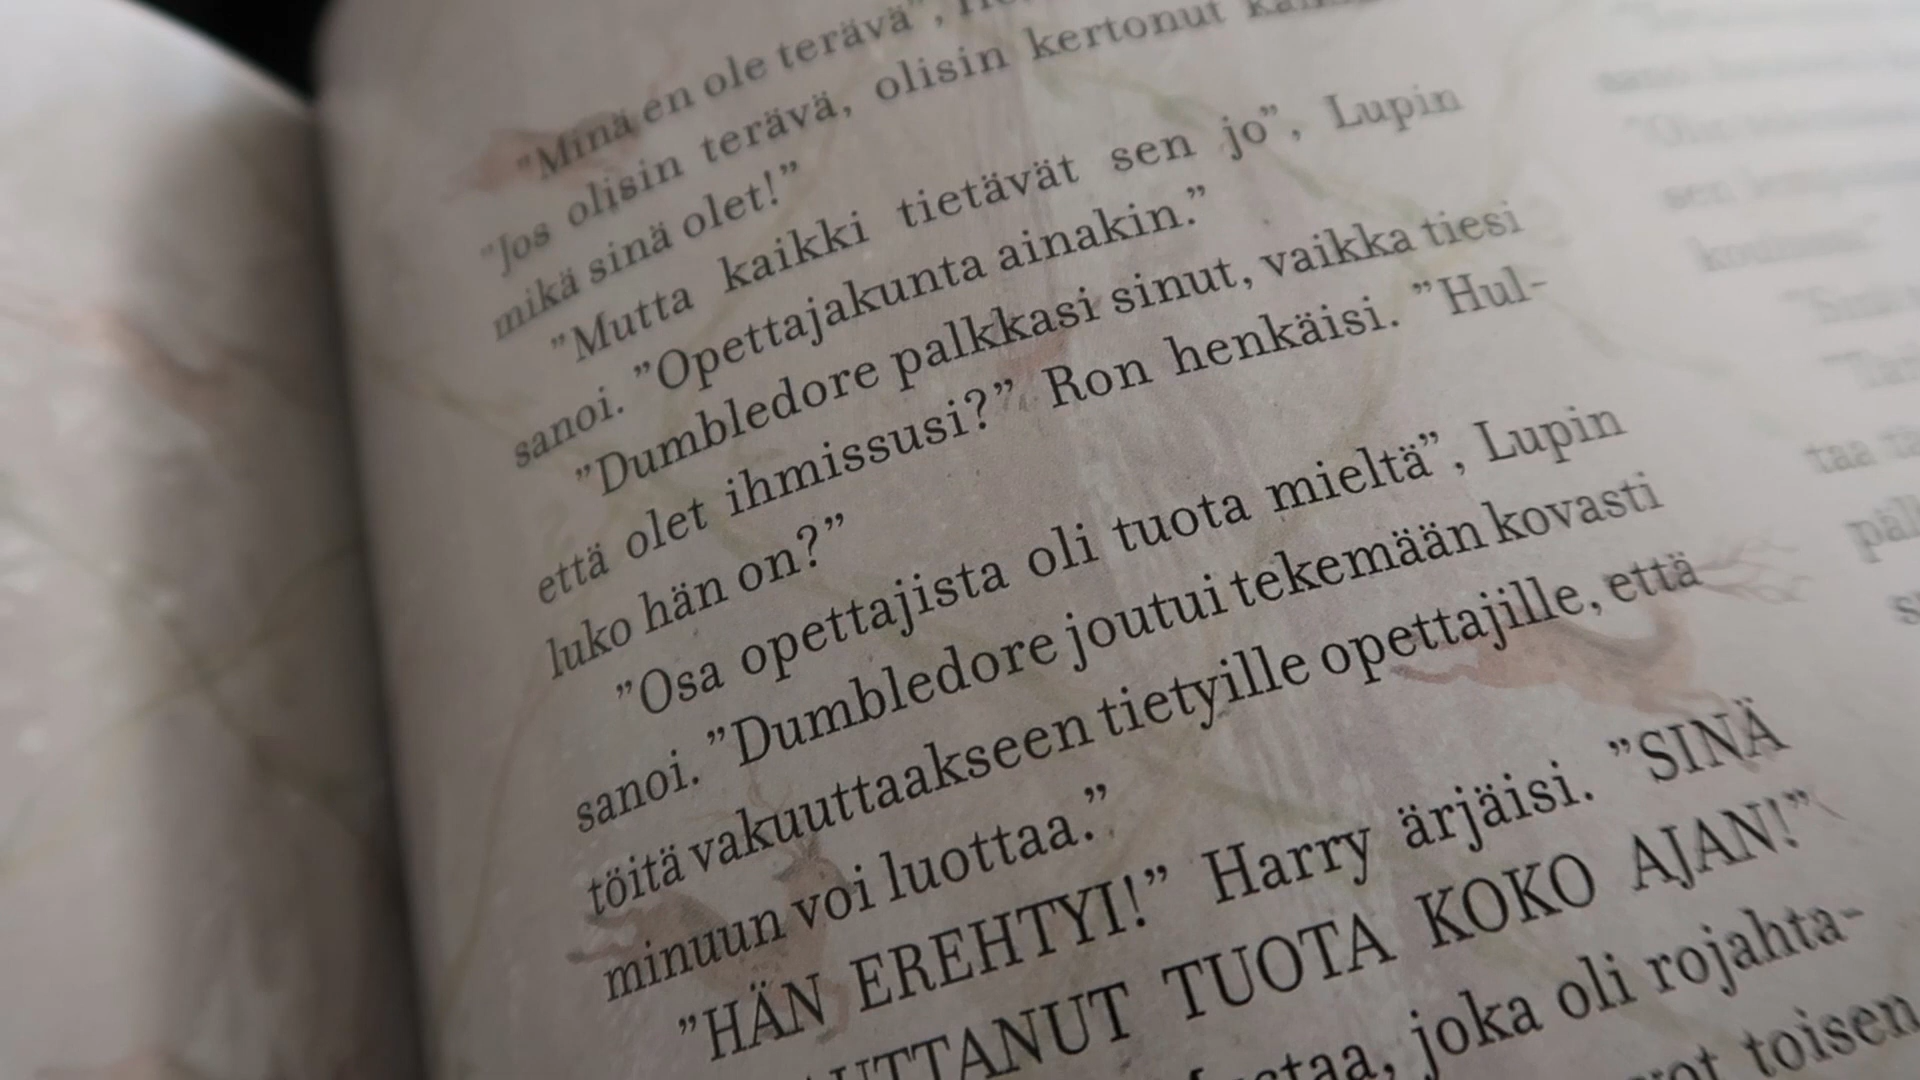 "Minä en ole terävä",
"Jos olisin terävä, olisin kertonut
mikä sinä olet!"
"Mutta kaikki tietävät sen jo", Lupin
sanoi. "Opettajakunta ainakin."
"Dumbledore palkkasi sinut, vaikka tiesi
että olet ihmissusi?" Ron henkäisi. "Hul-
luko hän on?"
"Osa opettajista oli tuota mieltä", Lupin
sanoi. "Dumbledore joutui tekemään kovasti
töitä vakuuttaakseen tietyille opettajille, että
minuun voi luottaa."
"HÄN EREHTYI!" Harry ärjäisi. "SINÄ
TUOTA KOKO AJAN!"
joka oli rojahta-
toisen